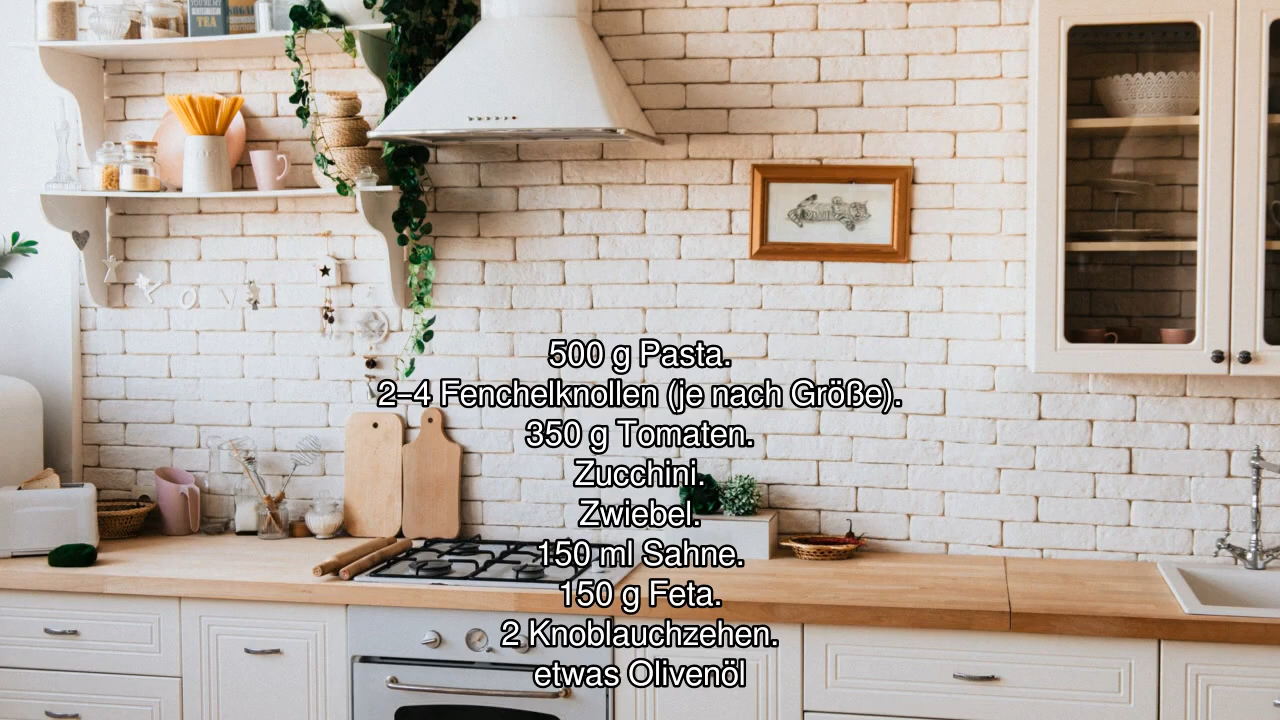 TEA
500 g Pasta.
2–4 Fenchelknollen (je nach Größe).
350 g Tomaten.
Zucchini.
Zwiebel.
150 ml Sahne.
150 g Feta.
2 Knoblauchzehen.
etwas Olivenöl